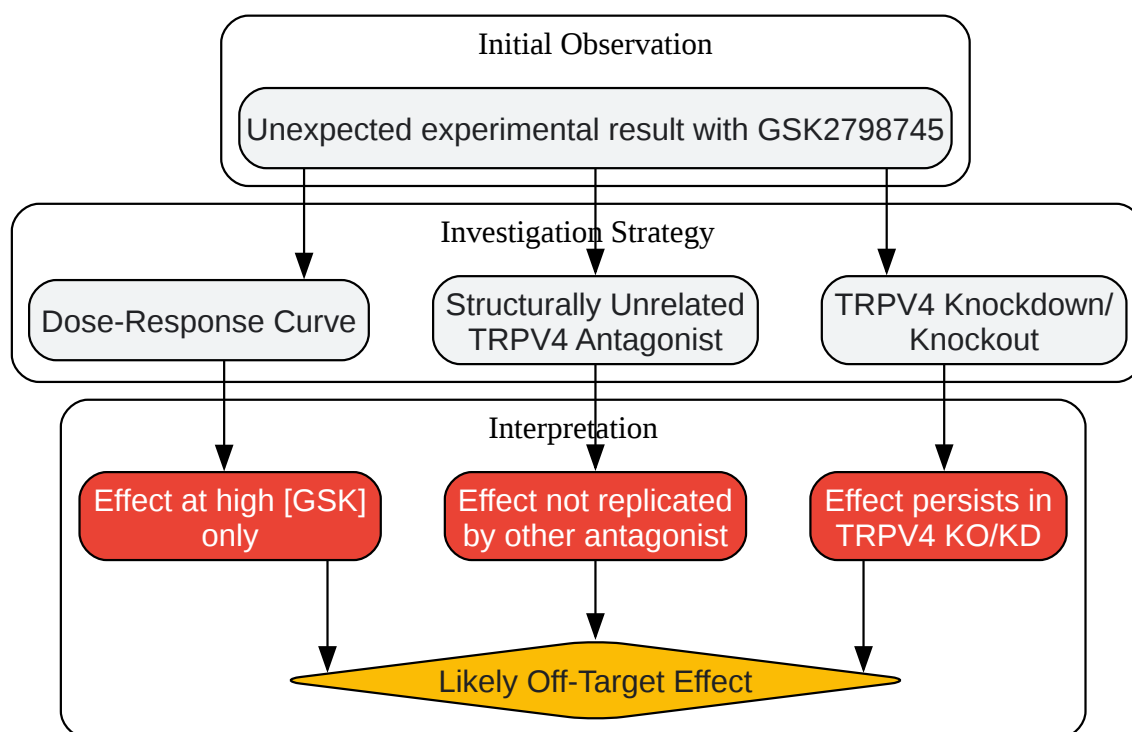 Initial Observation
Unexpected experimental result with GSK2798745
Investigation Strategy
Dose-Response Curve
Structurally Unrelated
TRPV4 Antagonist
TRPV4 Knockdown/
Knockout
Interpretation
Effect at high [GSK]
only
Effect not replicated
by other antagonist
Effect persists in
TRPV4 KO/KD
Likely Off-Target Effect